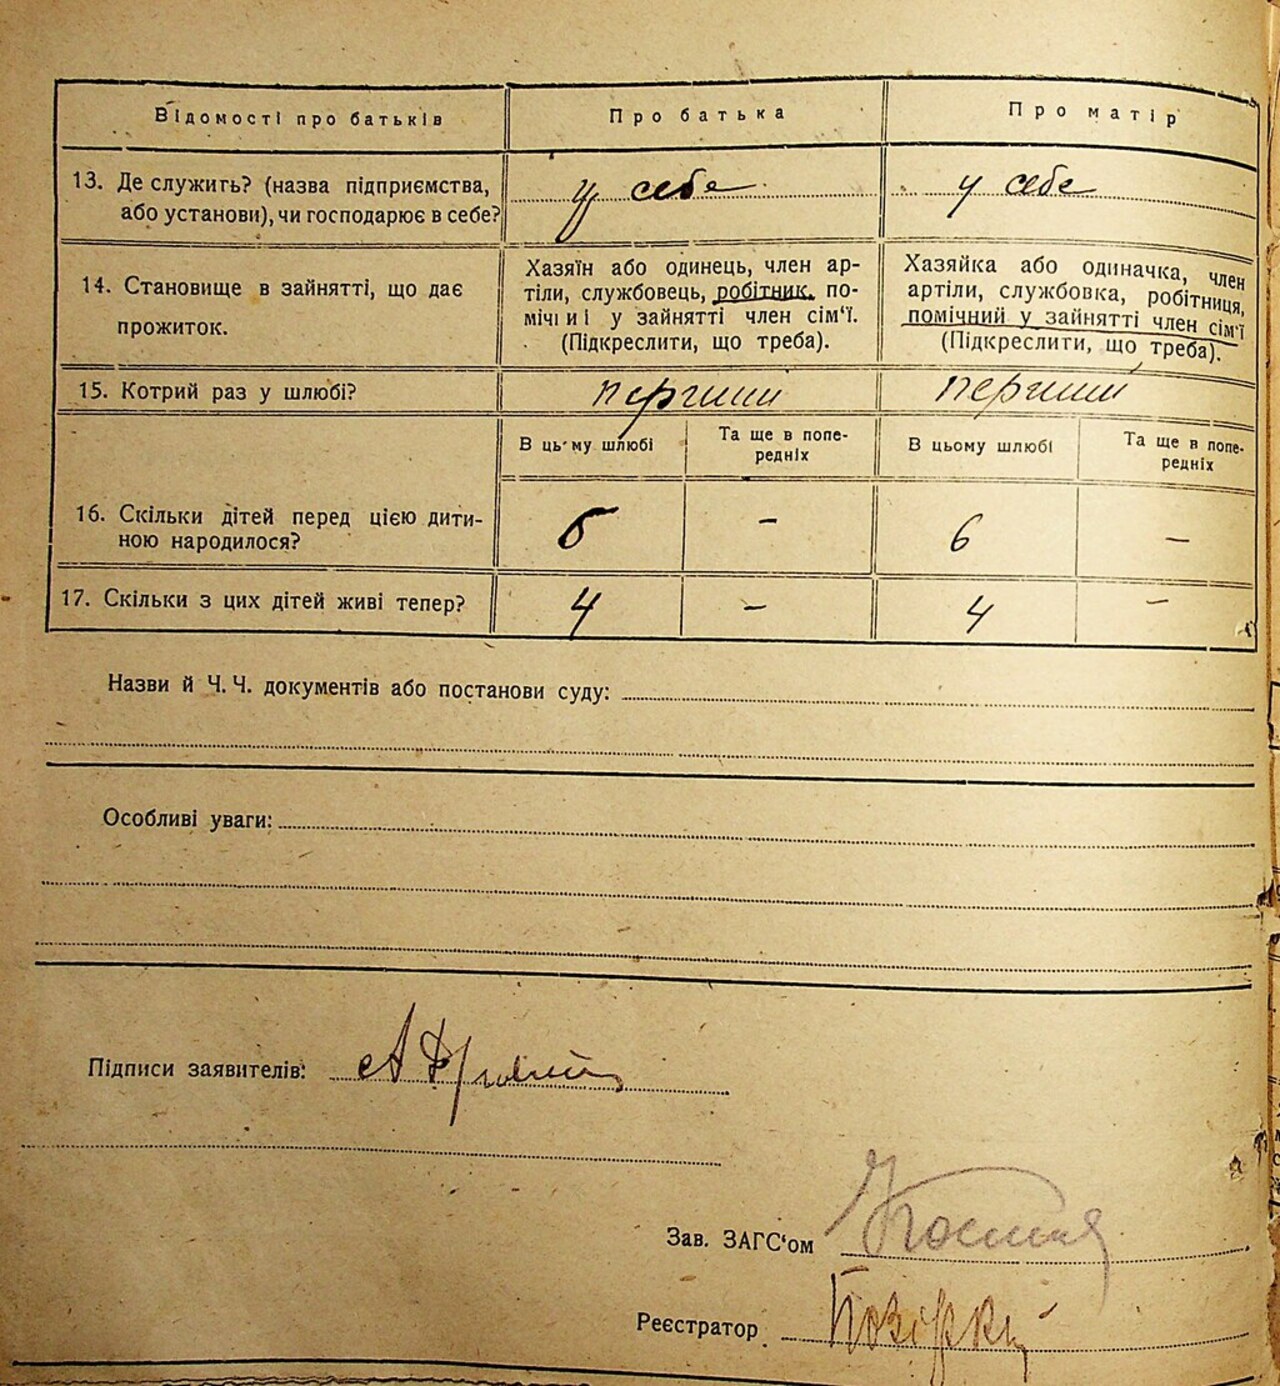 Відомості про батьків
Про батька
Про матір
13. Де служить? (назва підприємства,
або установи), чи господарює в себе?
у себе
у себе
14. Становище в зайнятті, що дає
прожиток.
Хазяїн або одинець, член ар-
тіли, службовець, робітник, по-
мічний у зайнятті член сім'ї.
(Підкреслити, що треба).
Хазяйка або одиначка, член
артіли, службовка, робітниця,
помічний у зайнятті член сім'ї
(Підкреслити, що треба).
15. Котрий раз у шлюбі?
перший
перший
В цьому шлюбі
Та ще в попе-
редніх
В цьому шлюбі
Та ще в попе-
редніх
16. Скільки дітей перед цією дити-
ною народилося?
б
–
6
–
17. Скільки з цих дітей живі тепер?
4
–
4
–
Назви й Ч. Ч. документів або постанови суду:
Особливі уваги:
Підписи заявителів:
Зав. ЗАГС'ом
Реєстратор